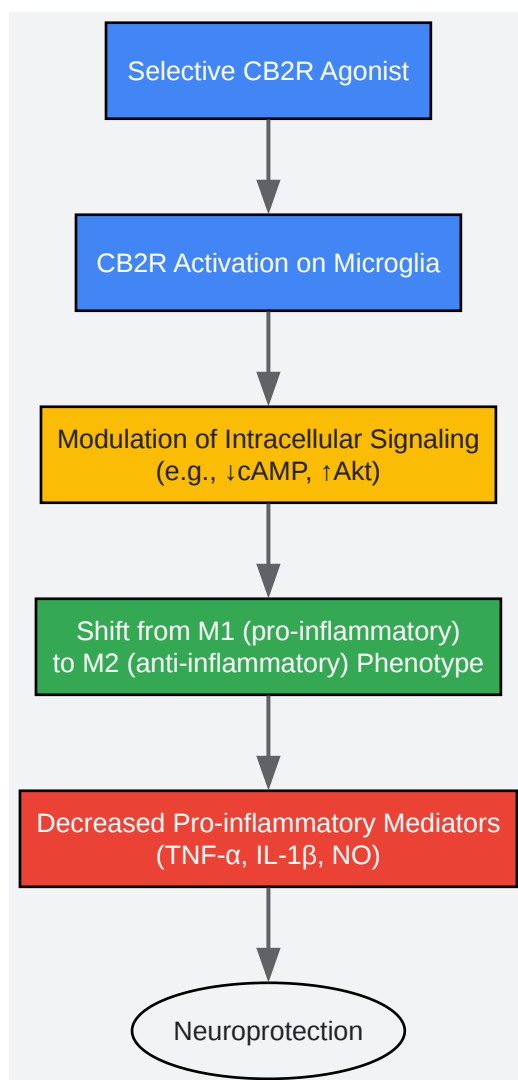 Selective CB2R Agonist
CB2R Activation on Microglia
Modulation of Intracellular Signaling
(e.g., ↓cAMP, ↑Akt)
Shift from M1 (pro-inflammatory)
to M2 (anti-inflammatory) Phenotype
Decreased Pro-inflammatory Mediators
(TNF-α, IL-1β, NO)
Neuroprotection